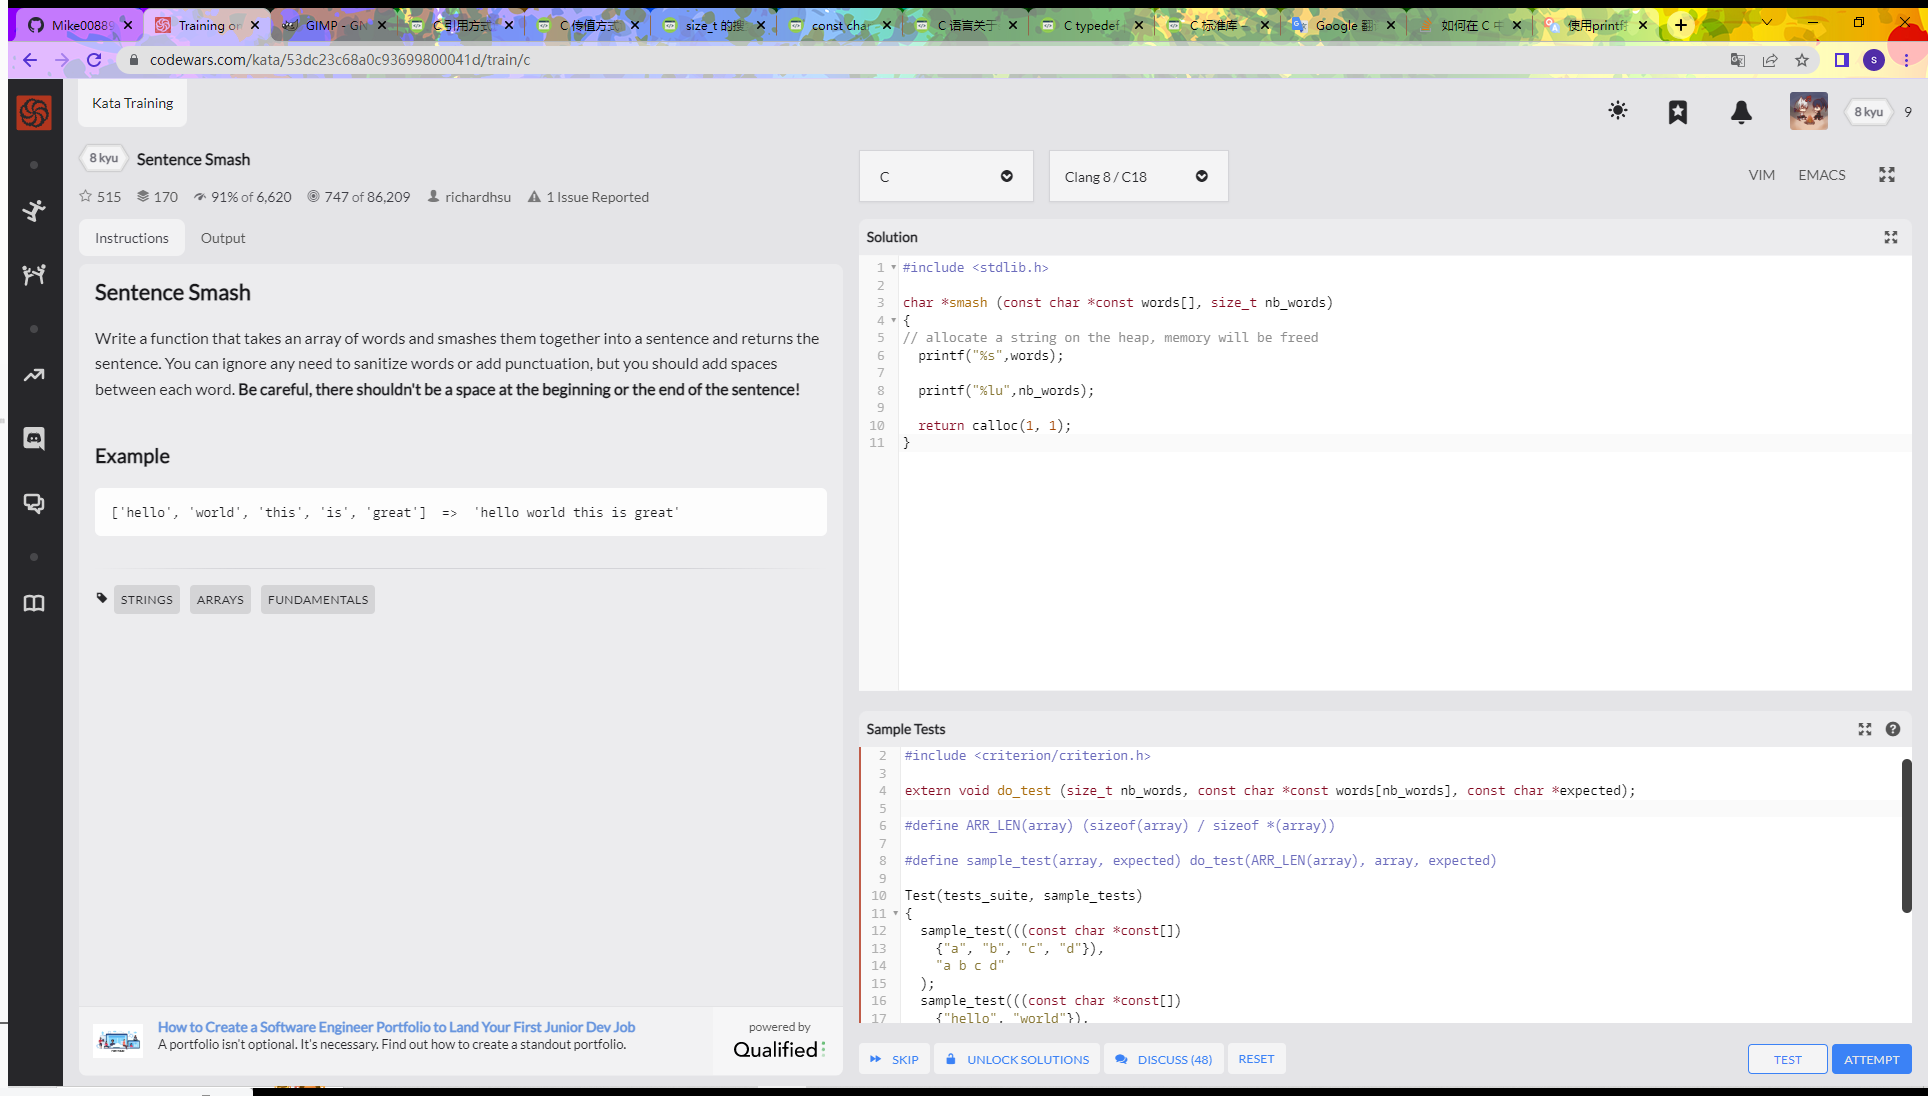 Mike0088
Training or
GIMP - GI
C 引用方式
C 传值方式
size_t 的搜
const cha
C 语言关于
C typedef
C 标准库 –
Google 翻
如何在 C 中
使用printf
codewars.com/kata/53dc23c68a0c93699800041d/train/c
S
Kata Training
8 kyu
9
8 kyu Sentence Smash
515 170 91% of 6,620 747 of 86,209 richardhsu 1 Issue Reported
C
Clang 8 / C18
VIM EMACS
Instructions Output
Sentence Smash
Write a function that takes an array of words and smashes them together into a sentence and returns the
sentence. You can ignore any need to sanitize words or add punctuation, but you should add spaces
between each word. Be careful, there shouldn't be a space at the beginning or the end of the sentence!
Example
['hello', 'world', 'this', 'is', 'great'] => 'hello world this is great'
STRINGS ARRAYS FUNDAMENTALS
How to Create a Software Engineer Portfolio to Land Your First Junior Dev Job
A portfolio isn't optional. It's necessary. Find out how to create a standout portfolio.
powered by
Qualified
Solution
1 #include <stdlib.h>
2
3 char *smash (const char *const words[], size_t nb_words)
4 {
5 // allocate a string on the heap, memory will be freed
6 printf("%s",words);
7
8 printf("%lu",nb_words);
9
10 return calloc(1, 1);
11 }
Sample Tests
2 #include <criterion/criterion.h>
3
4 extern void do_test (size_t nb_words, const char *const words[nb_words], const char *expected);
5
6 #define ARR_LEN(array) (sizeof(array) / sizeof *(array))
7
8 #define sample_test(array, expected) do_test(ARR_LEN(array), array, expected)
9
10 Test(tests_suite, sample_tests)
11 {
12 sample_test(((const char *const[])
13 {"a", "b", "c", "d"}),
14 "a b c d"
15 );
16 sample_test(((const char *const[])
17 {"hello", "world"}),
SKIP UNLOCK SOLUTIONS DISCUSS (48) RESET
TEST ATTEMPT